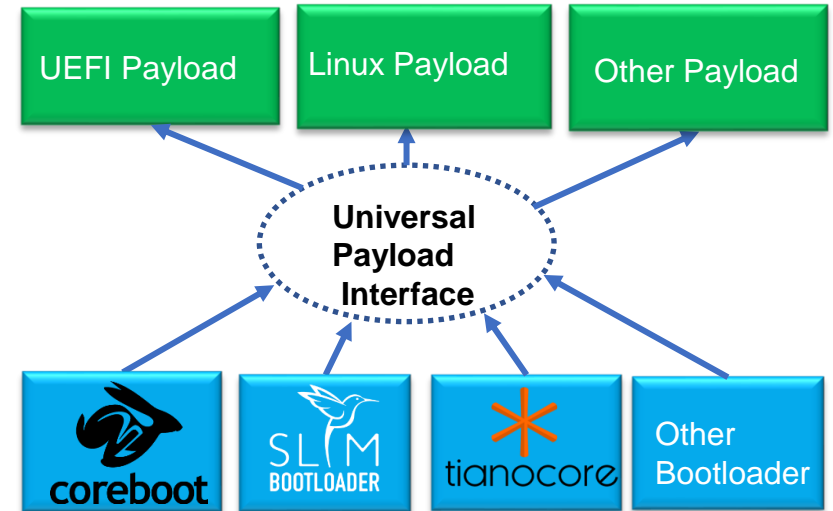 UEFI Payload
Linux Payload
Other Payload
Universal
Payload
Interface
coreboot
SLIM
BOOTLOADER
tianocore
Other
Bootloader